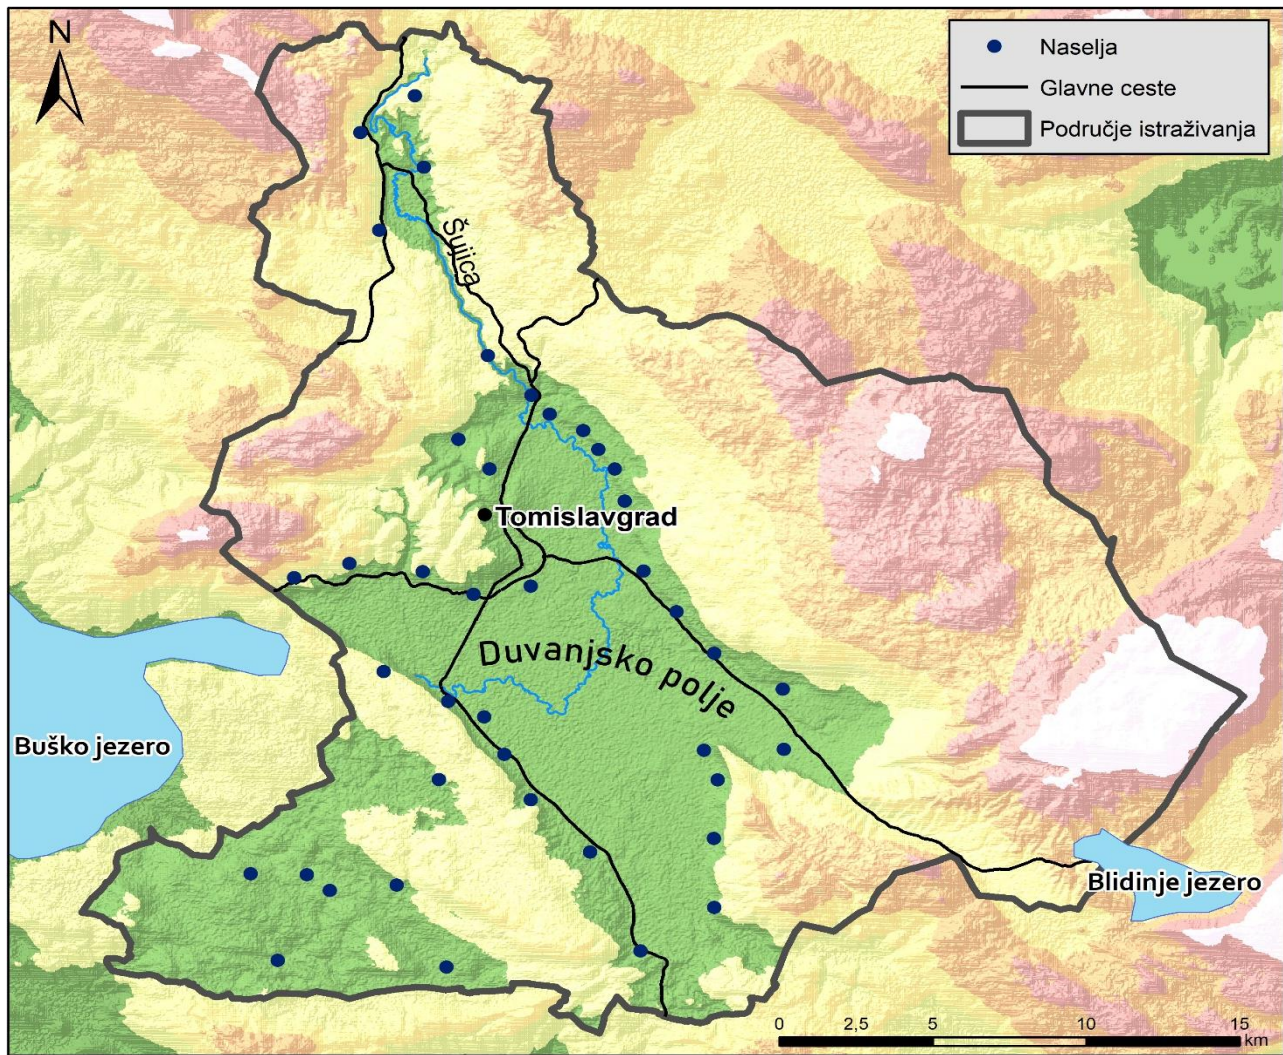 N
Naselja
Glavne ceste
Područje istraživanja
Šujica
Tomislavgrad
Duvanjsko polje
Buško jezero
Blidinje jezero
0 2,5 5 10 15
km